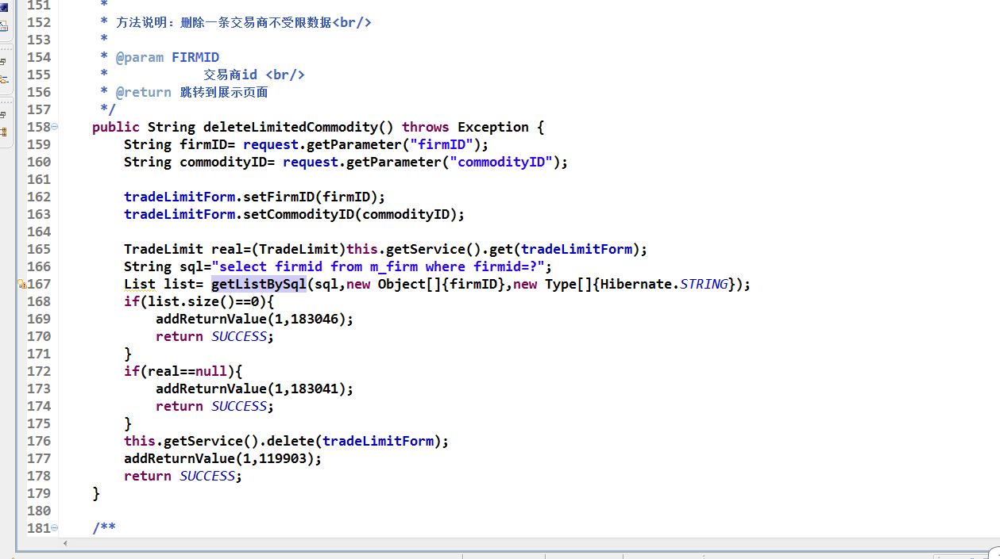 151 *
152 * 方法说明：删除一条交易商不受限数据<br/>
153 *
154 * @param FIRMID
155 * 交易商id <br/>
156 * @return 跳转到展示页面
157 */
158 public String deleteLimitedCommodity() throws Exception {
159 String firmID= request.getParameter("firmID");
160 String commodityID= request.getParameter("commodityID");
161
162 tradeLimitForm.setFirmID(firmID);
163 tradeLimitForm.setCommodityID(commodityID);
164
165 TradeLimit real=(TradeLimit)this.getService().get(tradeLimitForm);
166 String sql="select firmid from m_firm where firmid=?";
167 List list= getListBySql(sql,new Object[]{firmID},new Type[]{Hibernate.STRING});
168 if(list.size()==0){
169 addReturnValue(1,183046);
170 return SUCCESS;
171 }
172 if(real==null){
173 addReturnValue(1,183041);
174 return SUCCESS;
175 }
176 this.getService().delete(tradeLimitForm);
177 addReturnValue(1,119903);
178 return SUCCESS;
179 }
180
181 /**